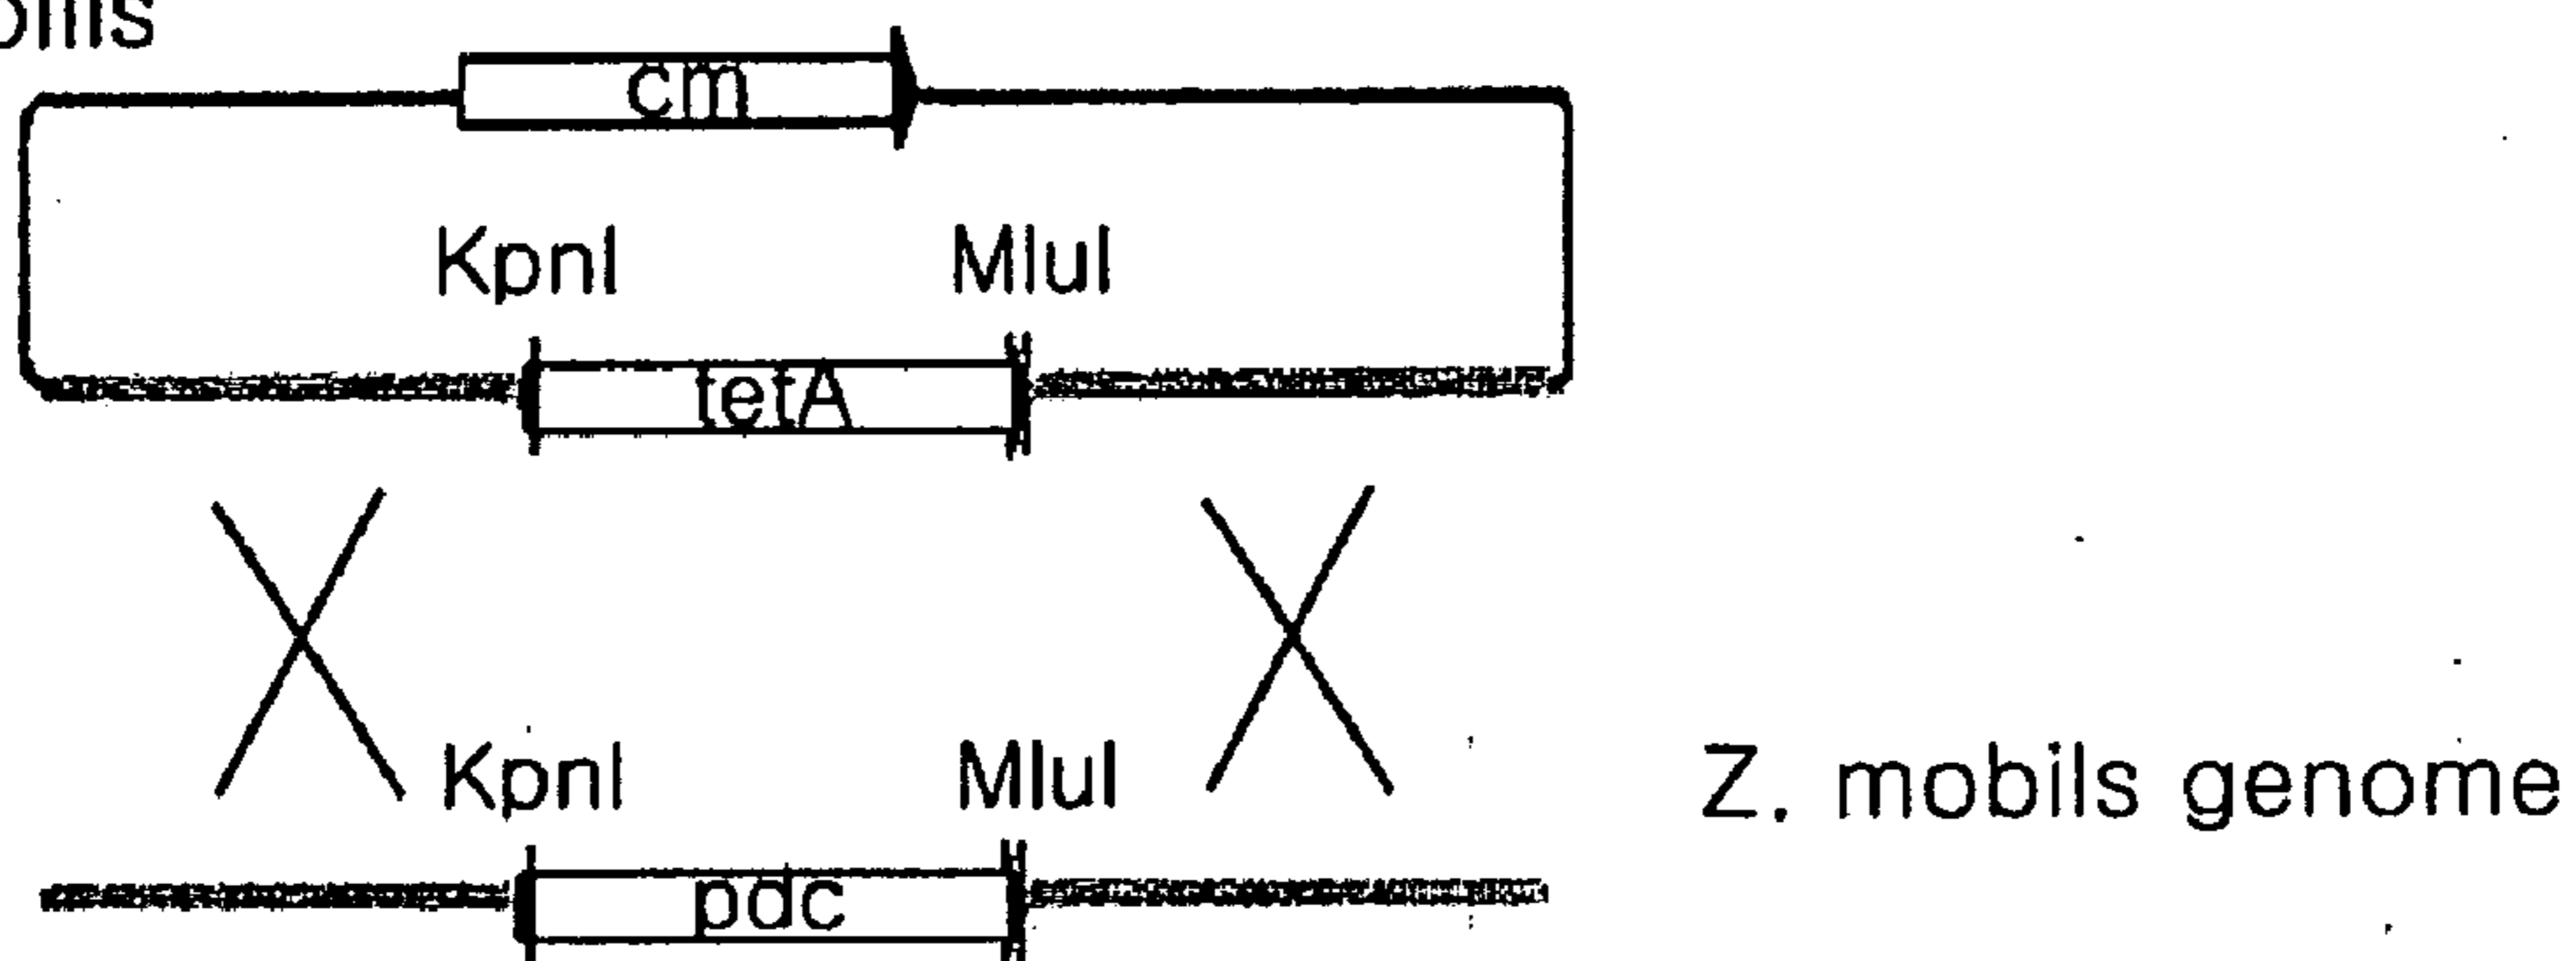 cm
KpnI MluI
tetA
KpnI MluI
Z. mobils genome
pdc